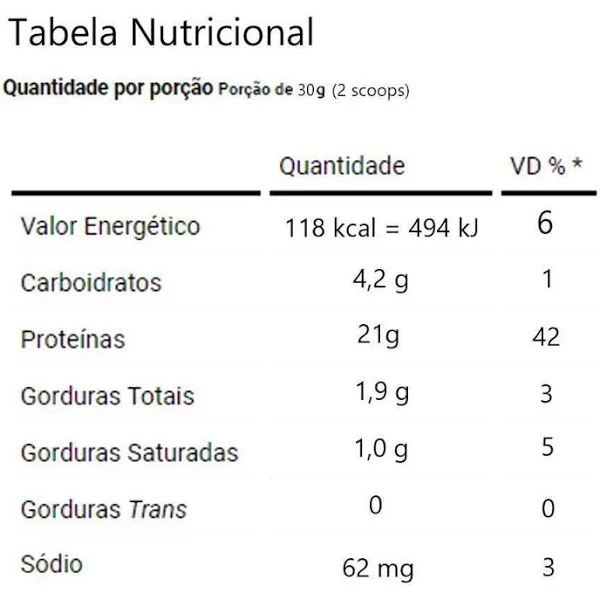 Tabela Nutricional
Quantidade por porção Porção de 30g (2 scoops)
Quantidade VD % *
Valor Energético 118 kcal = 494 kJ 6
Carboidratos 4,2 g 1
Proteínas 21g 42
Gorduras Totais 1,9 g 3
Gorduras Saturadas 1,0 g 5
Gorduras Trans 0 0
Sódio 62 mg 3